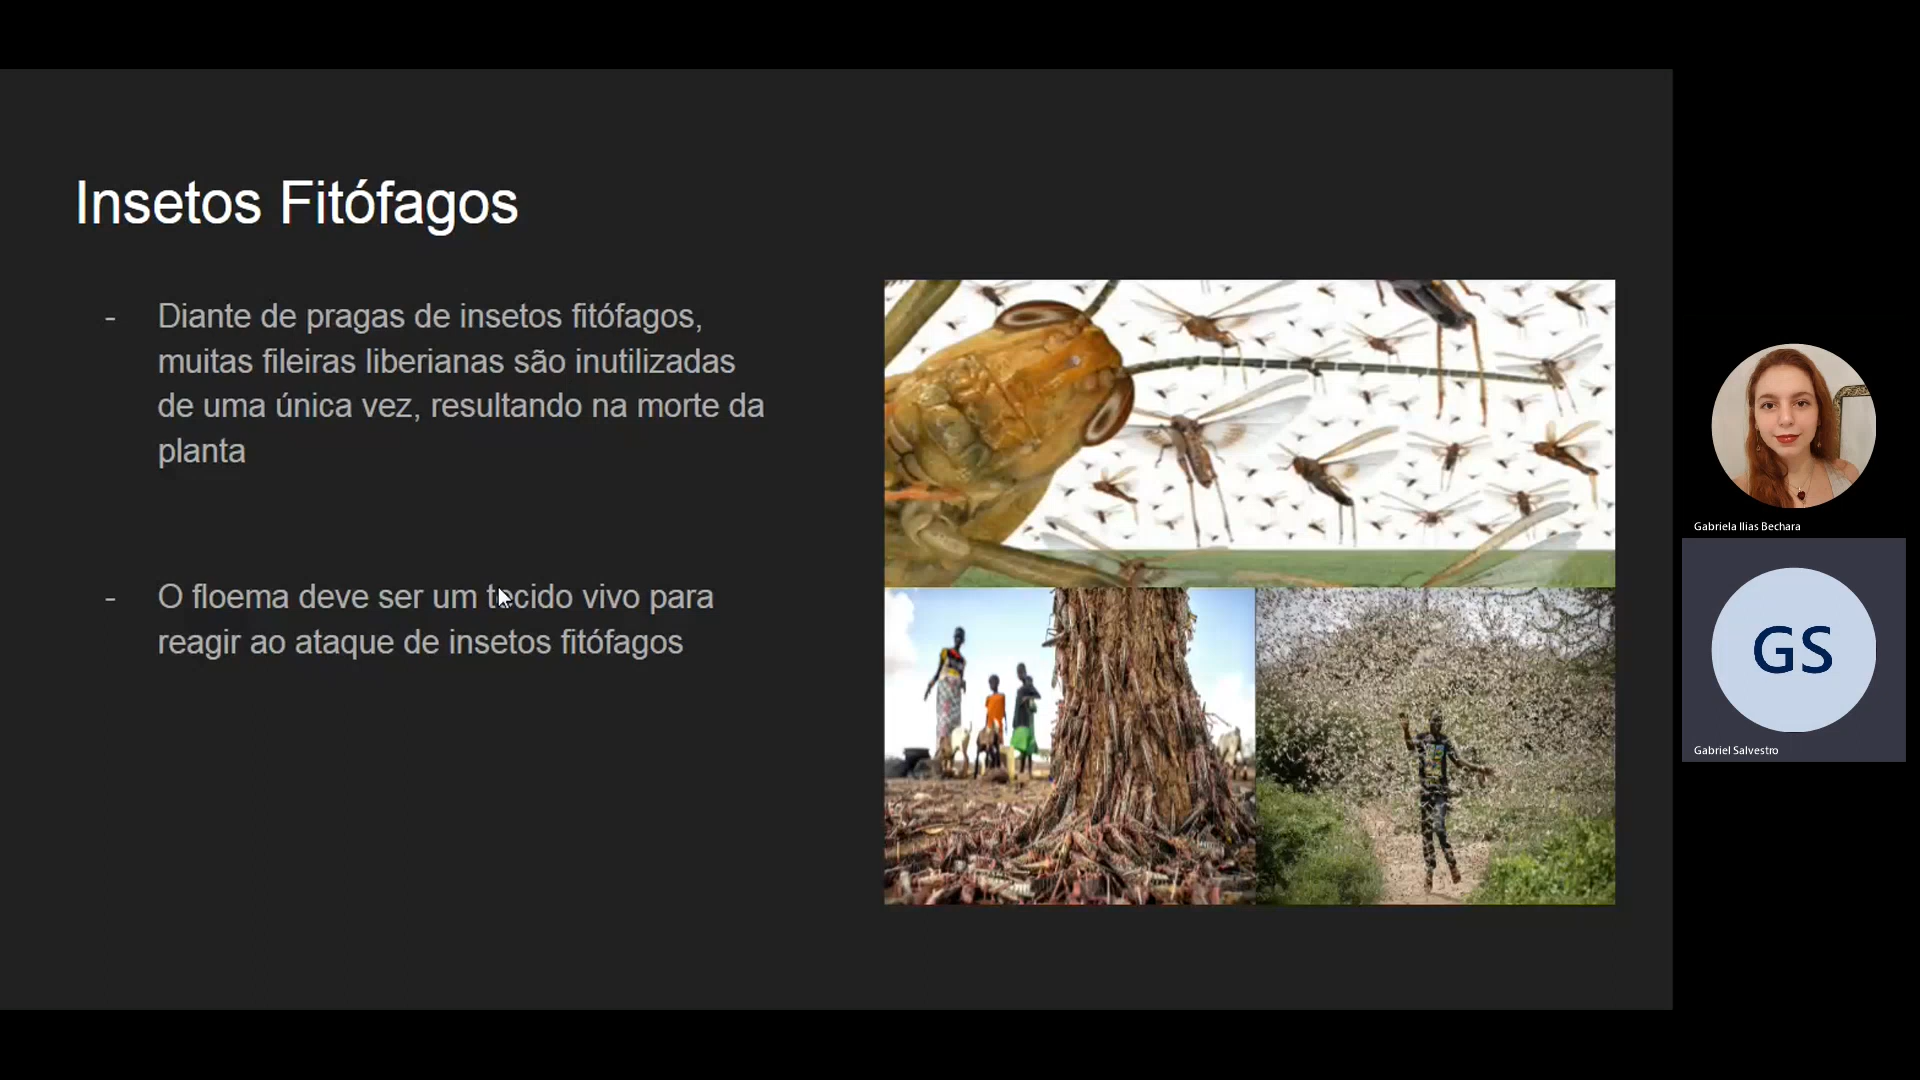 Insetos Fitófagos
- Diante de pragas de insetos fitófagos,
muitas fileiras liberianas são inutilizadas
de uma única vez, resultando na morte da
planta
- O floema deve ser um tecido vivo para
reagir ao ataque de insetos fitófagos
Gabriela Ilias Bechara
GS
Gabriel Salvestro